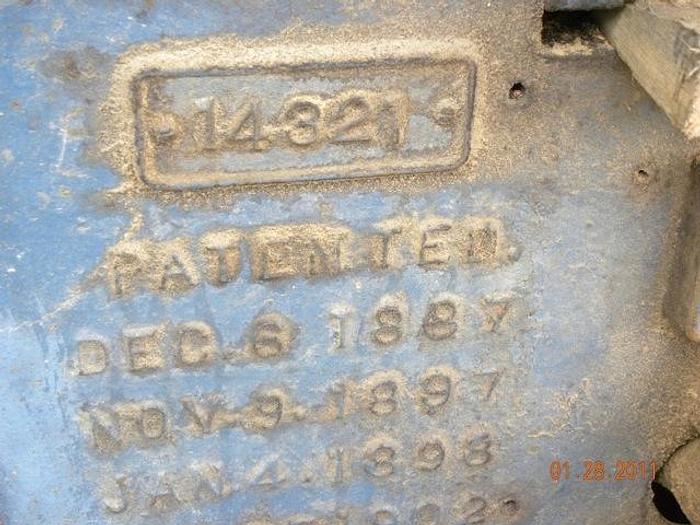 14321
PATENTED.
DEC. 6 1887
NOV. 9. 1897
JAN. 4. 1898
01.28.2011